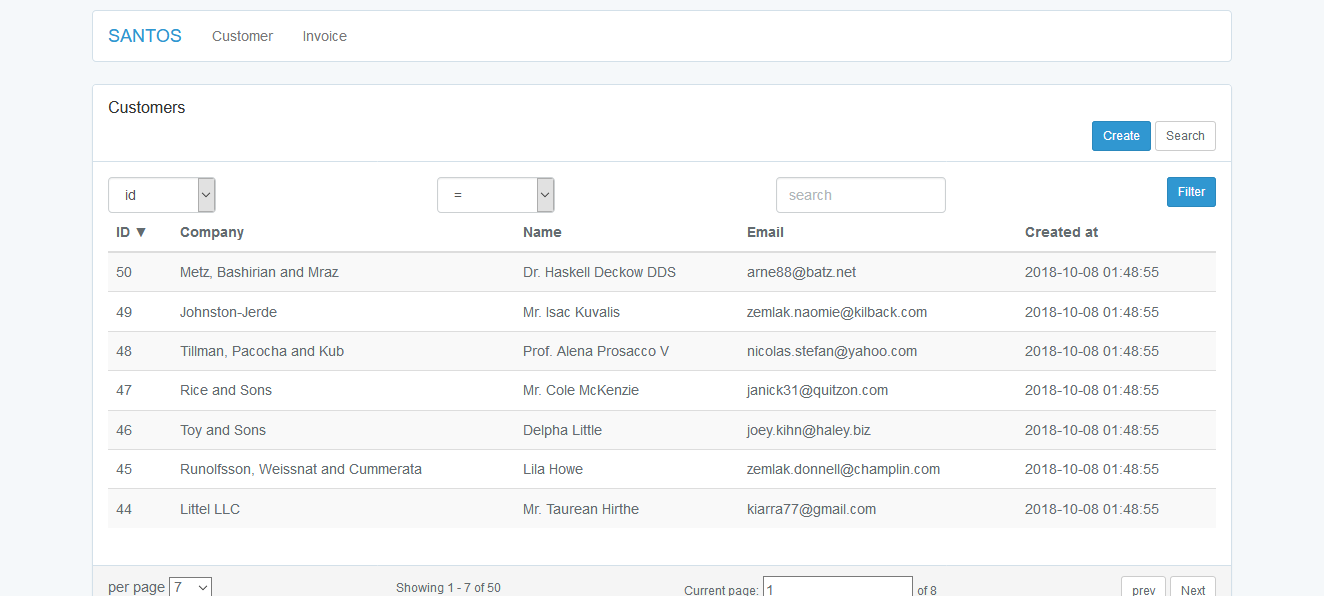 SANTOS Customer Invoice
Customers
Create Search
id = search Filter
ID ▼ Company Name Email Created at
50 Metz, Bashirian and Mraz Dr. Haskell Deckow DDS arne88@batz.net 2018-10-08 01:48:55
49 Johnston-Jerde Mr. Isac Kuvalis zemlak.naomie@kilback.com 2018-10-08 01:48:55
48 Tillman, Pacocha and Kub Prof. Alena Prosacco V nicolas.stefan@yahoo.com 2018-10-08 01:48:55
47 Rice and Sons Mr. Cole McKenzie janick31@quitzon.com 2018-10-08 01:48:55
46 Toy and Sons Delpha Little joey.kihn@haley.biz 2018-10-08 01:48:55
45 Runolfsson, Weissnat and Cummerata Lila Howe zemlak.donnell@champlin.com 2018-10-08 01:48:55
44 Littel LLC Mr. Taurean Hirthe kiarra77@gmail.com 2018-10-08 01:48:55
per page 7 Showing 1 - 7 of 50 Current page: 1 of 8 prev Next